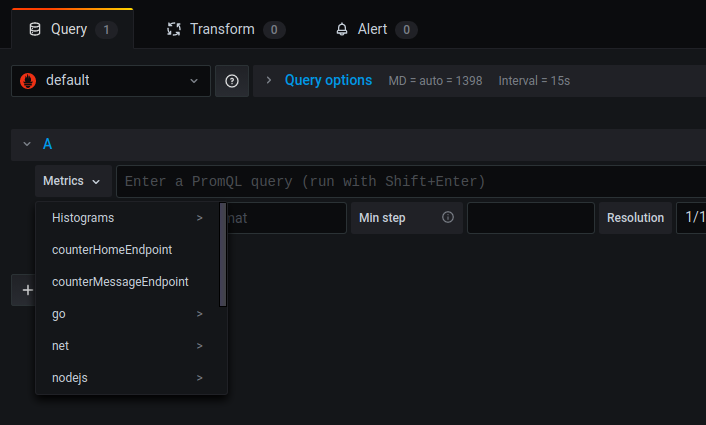 Query 1 Transform 0 Alert 0
default Query options MD = auto = 1398 Interval = 15s
A
Metrics Enter a PromQL query (run with Shift+Enter)
Histograms > Min step Resolution 1/1
counterHomeEndpoint
counterMessageEndpoint
+ go >
net >
nodejs >